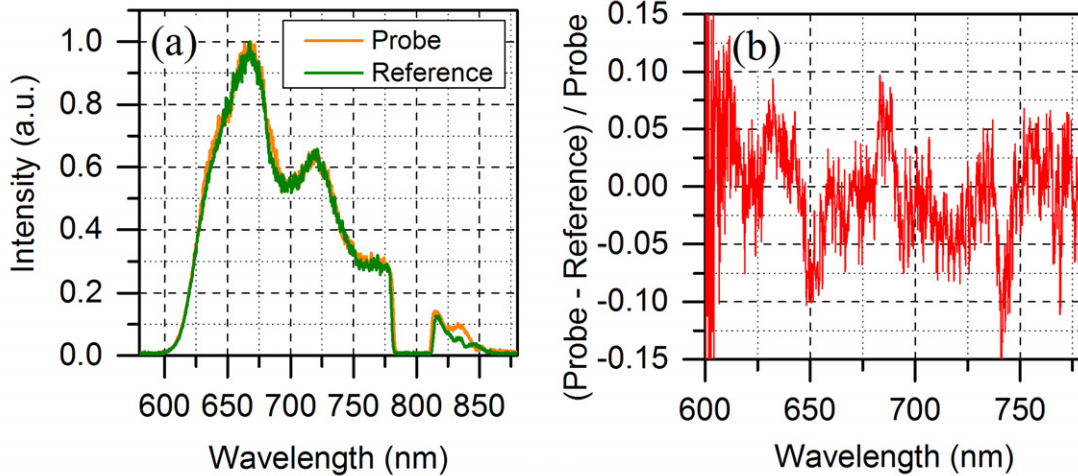 (a)
Probe
Reference
Intensity (a.u.)
1.0
0.8
0.6
0.4
0.2
0.0
600 650 700 750 800 850
Wavelength (nm)
(b)
(Probe - Reference) / Probe
0.15
0.10
0.05
0.00
-0.05
-0.10
-0.15
600 650 700 750
Wavelength (nm)